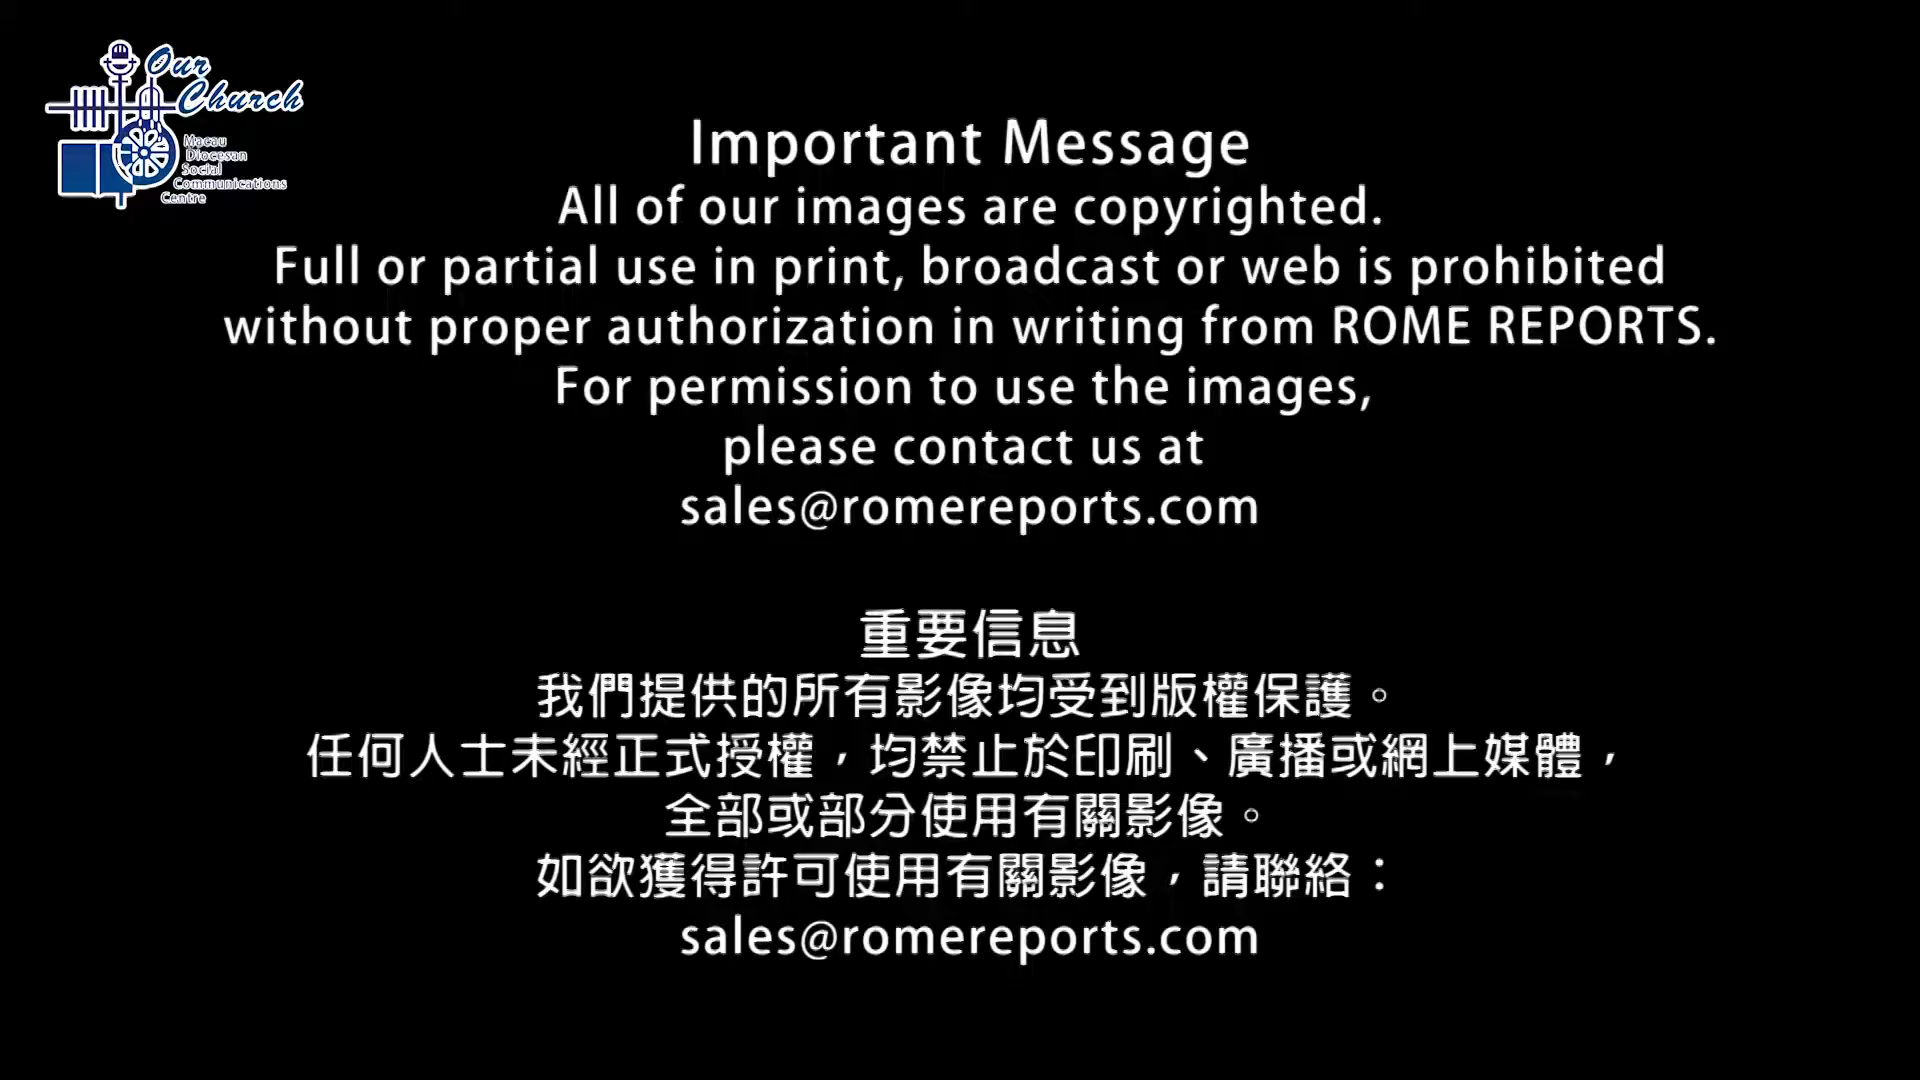 Our
Church
Macau
Diocesan
Social
Communications
Centre
Important Message
All of our images are copyrighted.
Full or partial use in print, broadcast or web is prohibited
without proper authorization in writing from ROME REPORTS.
For permission to use the images,
please contact us at
sales@romereports.com
重要信息
我們提供的所有影像均受到版權保護。
任何人士未經正式授權，均禁止於印刷、廣播或網上媒體，
全部或部分使用有關影像。
如欲獲得許可使用有關影像，請聯絡：
sales@romereports.com